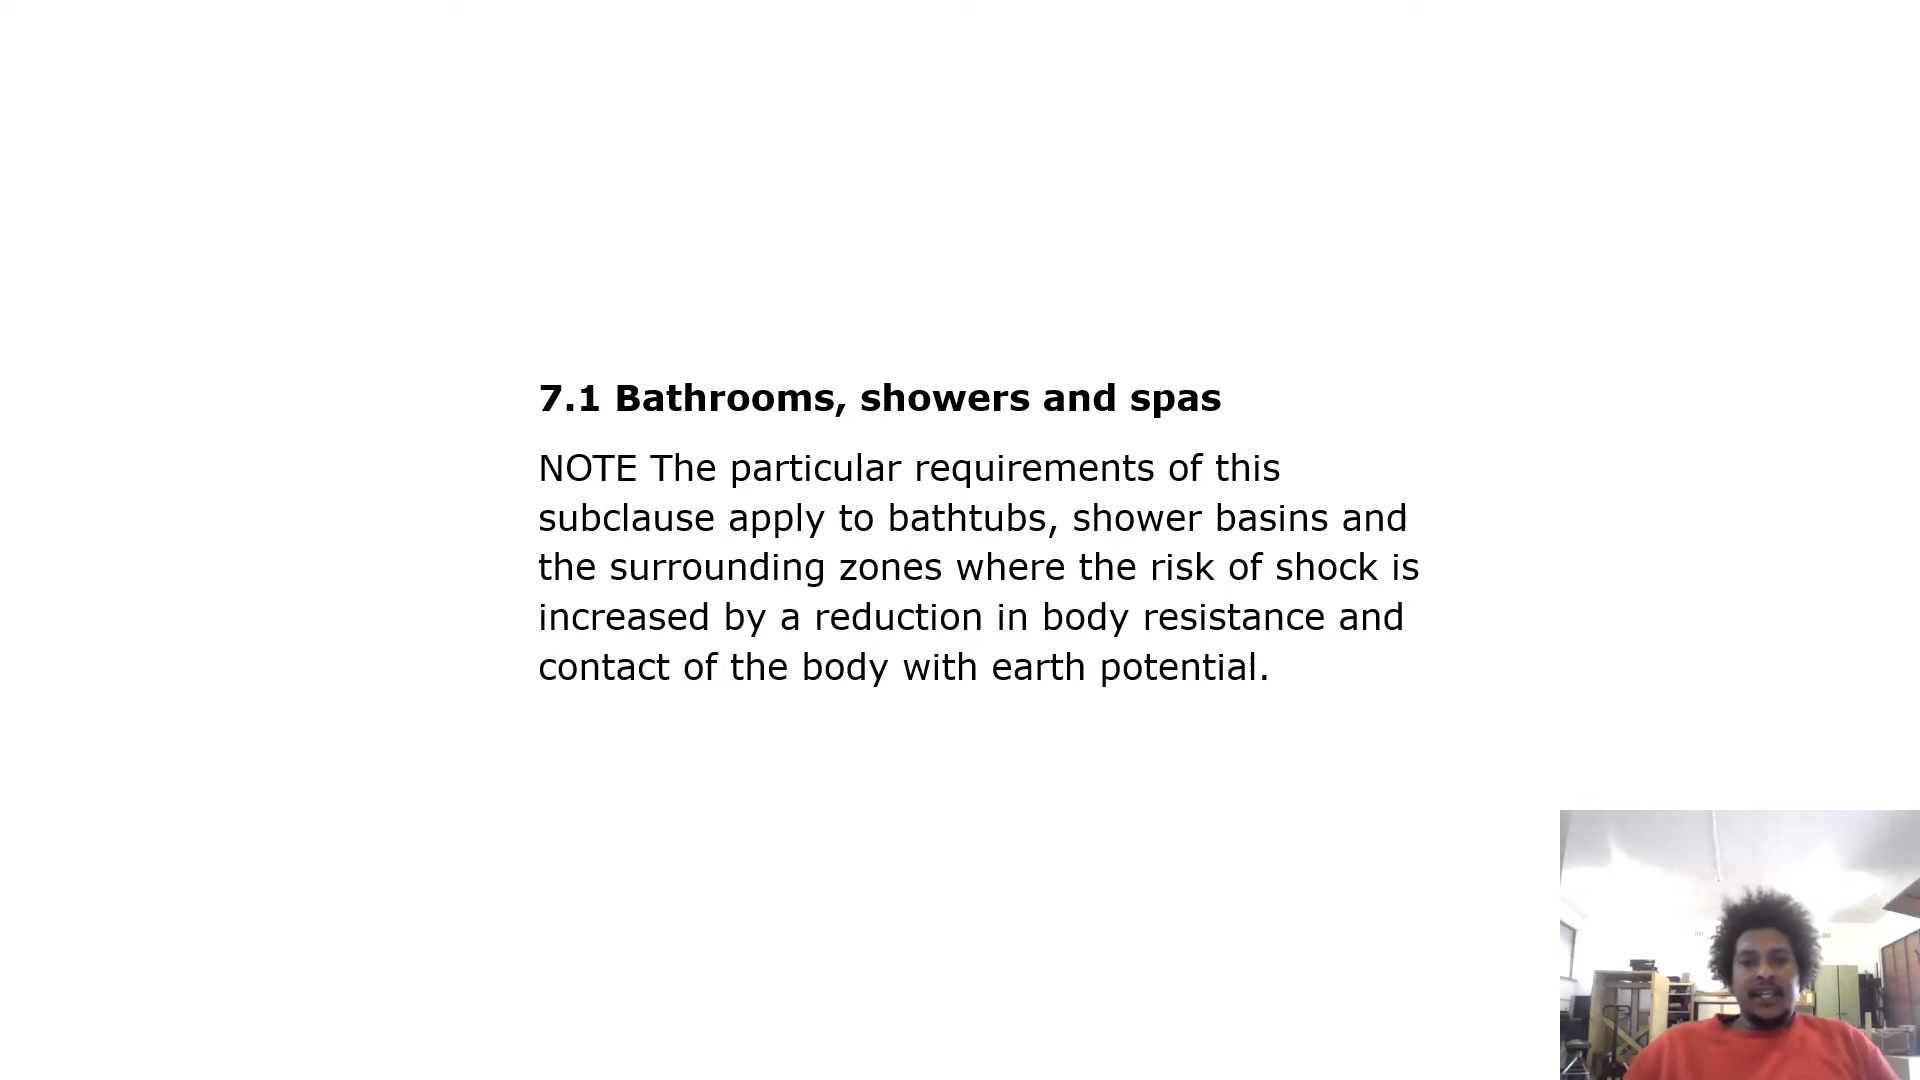 7.1 Bathrooms, showers and spas
NOTE The particular requirements of this
subclause apply to bathtubs, shower basins and
the surrounding zones where the risk of shock is
increased by a reduction in body resistance and
contact of the body with earth potential.